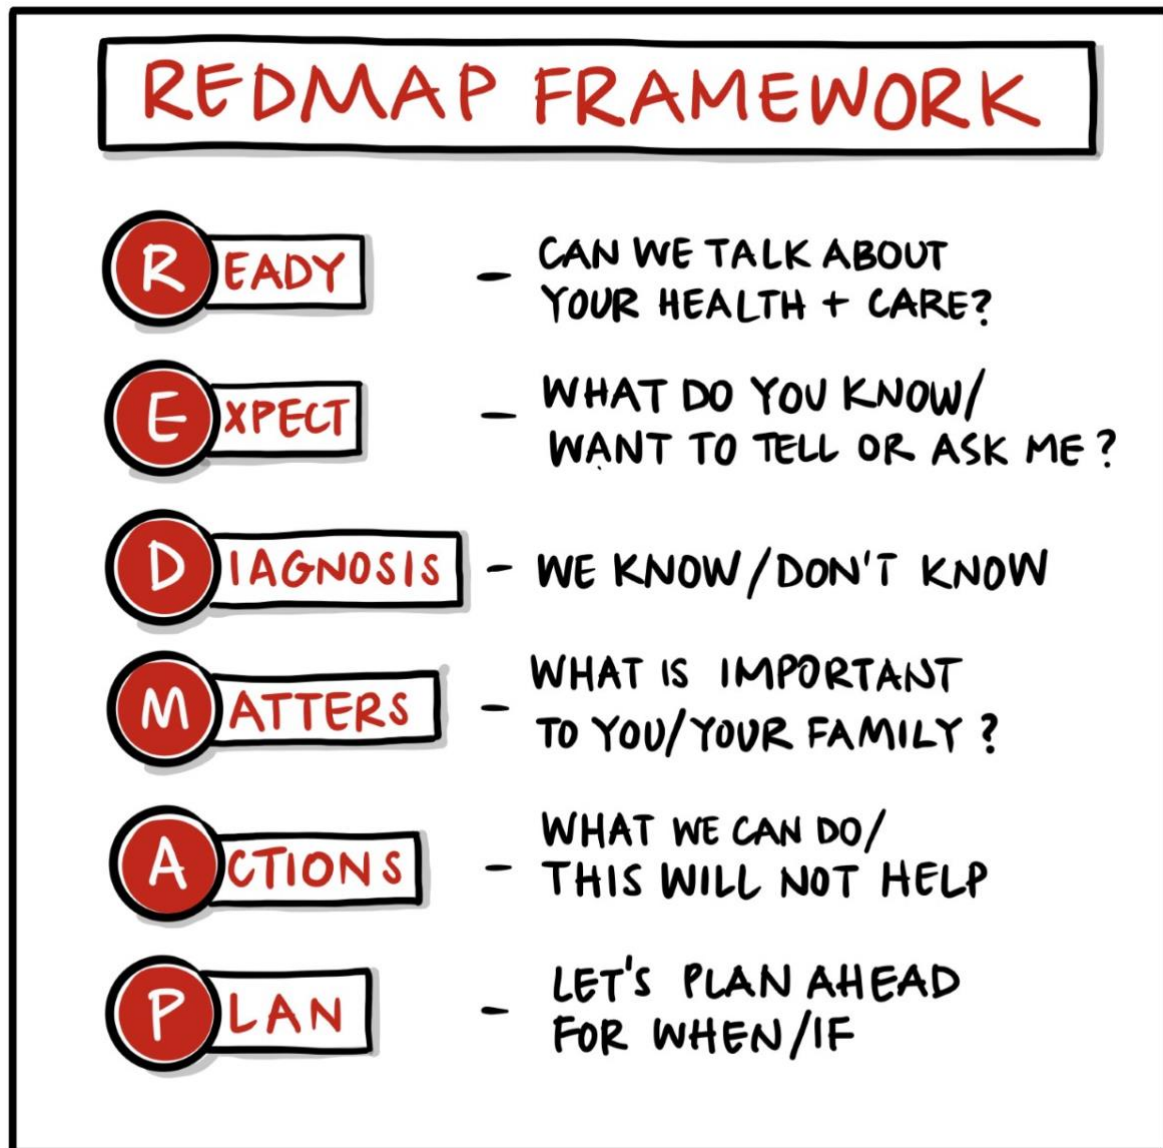 REDMAP FRAMEWORK
READY - CAN WE TALK ABOUT
YOUR HEALTH + CARE?
EXPECT - WHAT DO YOU KNOW/
WANT TO TELL OR ASK ME?
DIAGNOSIS - WE KNOW/DON'T KNOW
MATTERS - WHAT IS IMPORTANT
TO YOU/YOUR FAMILY?
ACTIONS - WHAT WE CAN DO/
THIS WILL NOT HELP
PLAN - LET'S PLAN AHEAD
FOR WHEN/IF